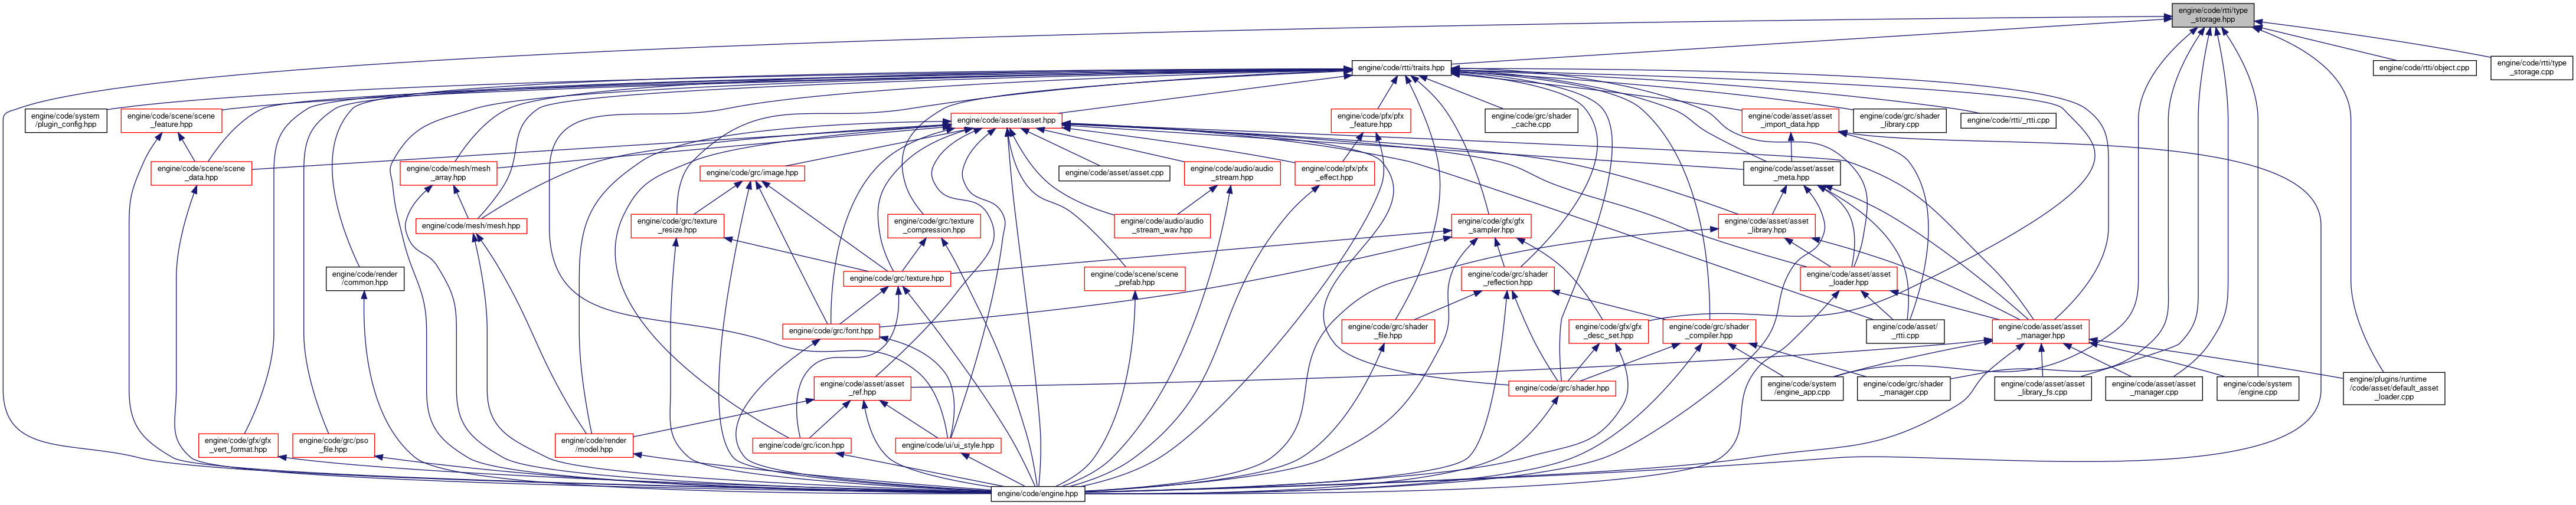 engine/code/rtti/type
_storage.hpp
engine/code/rtti/traits.hpp
engine/code/rtti/object.cpp
engine/code/rtti/type
_storage.cpp
engine/code/system
/plugin_config.hpp
engine/code/scene/scene
_feature.hpp
engine/code/asset/asset.hpp
engine/code/pfx/pfx
_feature.hpp
engine/code/grc/shader
_cache.cpp
engine/code/asset/asset
_import_data.hpp
engine/code/grc/shader
_library.cpp
engine/code/rtti/_rtti.cpp
engine/code/scene/scene
_data.hpp
engine/code/mesh/mesh
_array.hpp
engine/code/grc/image.hpp
engine/code/asset/asset.cpp
engine/code/audio/audio
_stream.hpp
engine/code/pfx/pfx
_effect.hpp
engine/code/asset/asset
_meta.hpp
engine/code/mesh/mesh.hpp
engine/code/grc/texture
_resize.hpp
engine/code/grc/texture
_compression.hpp
engine/code/audio/audio
_stream_wav.hpp
engine/code/gfx/gfx
_sampler.hpp
engine/code/asset/asset
_library.hpp
engine/code/render
/common.hpp
engine/code/grc/texture.hpp
engine/code/scene/scene
_prefab.hpp
engine/code/grc/shader
_reflection.hpp
engine/code/asset/asset
_loader.hpp
engine/code/grc/font.hpp
engine/code/grc/shader
_file.hpp
engine/code/gfx/gfx
_desc_set.hpp
engine/code/grc/shader
_compiler.hpp
engine/code/asset/
_rtti.cpp
engine/code/asset/asset
_manager.hpp
engine/code/asset/asset
_ref.hpp
engine/code/grc/shader.hpp
engine/code/system
/engine_app.cpp
engine/code/grc/shader
_manager.cpp
engine/code/asset/asset
_library_fs.cpp
engine/code/asset/asset
_manager.cpp
engine/code/system
/engine.cpp
engine/plugins/runtime
/code/asset/default_asset
_loader.cpp
engine/code/gfx/gfx
_vert_format.hpp
engine/code/grc/pso
_file.hpp
engine/code/render
/model.hpp
engine/code/grc/icon.hpp
engine/code/ui/ui_style.hpp
engine/code/engine.hpp